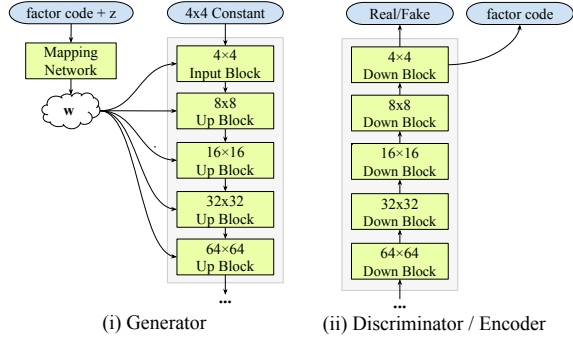 factor code + z
4x4 Constant
Mapping
Network
w
4×4
Input Block
8x8
Up Block
16×16
Up Block
32x32
Up Block
64×64
Up Block
...
(i) Generator
Real/Fake
factor code
4×4
Down Block
8x8
Down Block
16×16
Down Block
32x32
Down Block
64×64
Down Block
...
(ii) Discriminator / Encoder